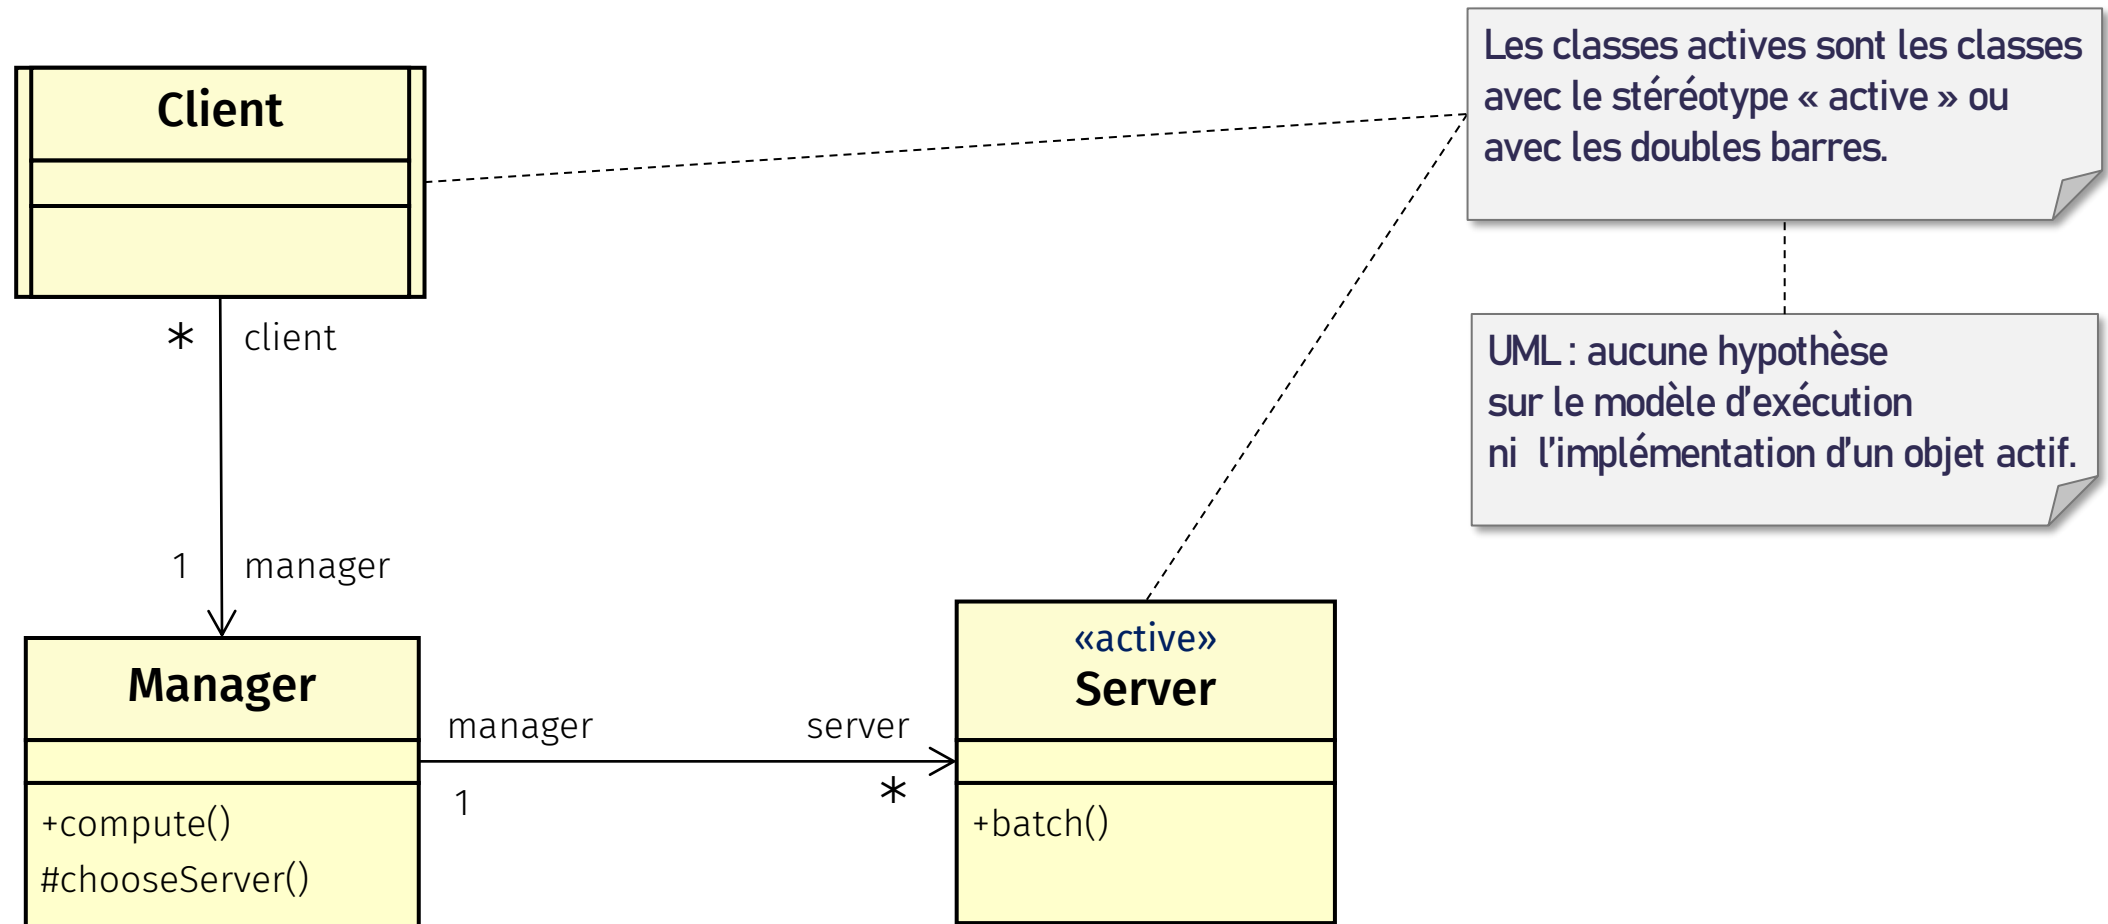 Client
Les classes actives sont les classes
avec le stéréotype « active » ou
avec les doubles barres.
* client
UML : aucune hypothèse
sur le modèle d'exécution
ni l'implémentation d'un objet actif.
1 manager
Manager
+compute()
#chooseServer()
manager server
1 *
«active»
Server
+batch()